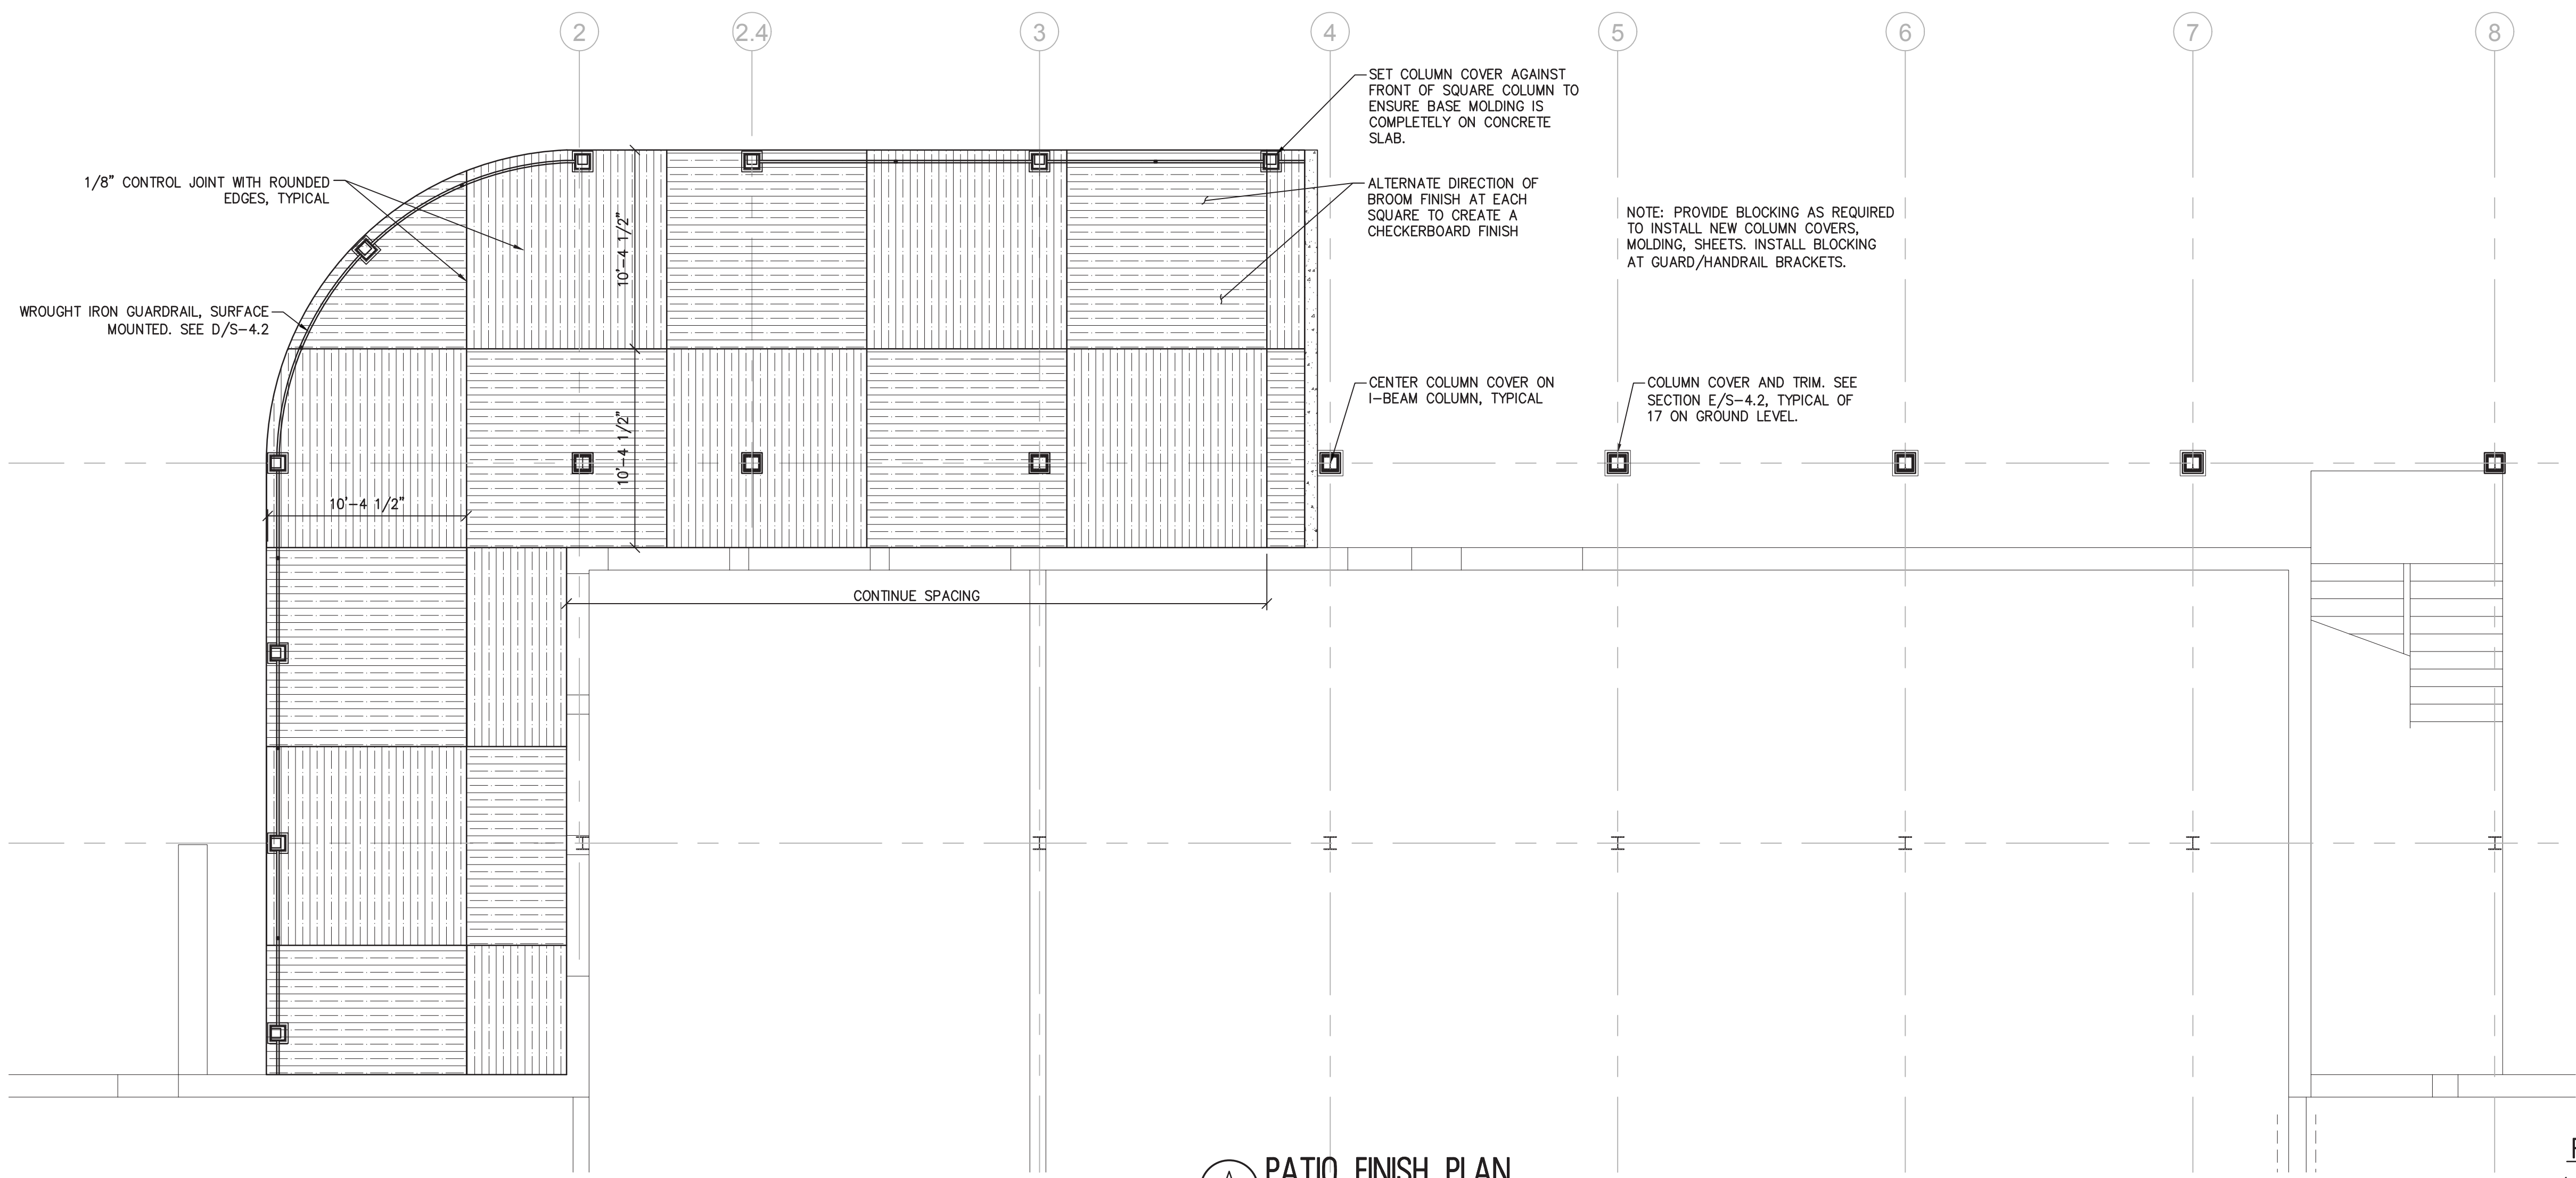 2
2.4
3
4
5
6
7
8
SET COLUMN COVER AGAINST
FRONT OF SQUARE COLUMN TO
ENSURE BASE MOLDING IS
COMPLETELY ON CONCRETE
SLAB.
1/8" CONTROL JOINT WITH ROUNDED
EDGES, TYPICAL
ALTERNATE DIRECTION OF
BROOM FINISH AT EACH
SQUARE TO CREATE A
CHECKERBOARD FINISH
NOTE: PROVIDE BLOCKING AS REQUIRED
TO INSTALL NEW COLUMN COVERS,
MOLDING, SHEETS. INSTALL BLOCKING
AT GUARD/HANDRAIL BRACKETS.
10'-4 1/2"
WROUGHT IRON GUARDRAIL, SURFACE
MOUNTED. SEE D/S-4.2
CENTER COLUMN COVER ON
I-BEAM COLUMN, TYPICAL
COLUMN COVER AND TRIM. SEE
SECTION E/S-4.2, TYPICAL OF
17 ON GROUND LEVEL.
10'-4 1/2"
10'-4 1/2"
CONTINUE SPACING
A
PATIO FINISH PLAN